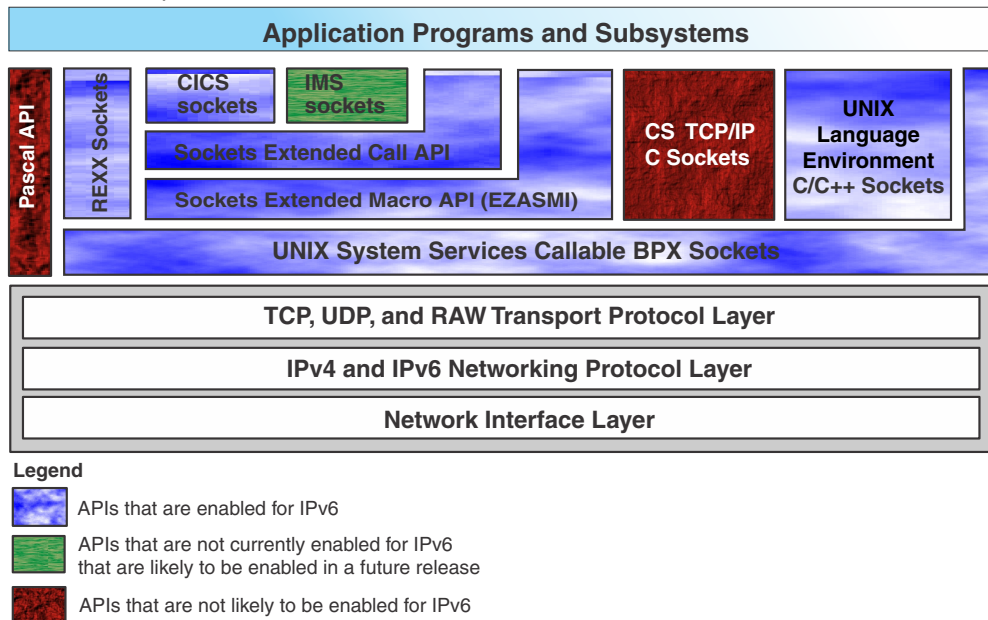 Application Programs and Subsystems
Pascal API
REXX Sockets
CICS
sockets
IMS
sockets
Sockets Extended Call API
Sockets Extended Macro API (EZASMI)
CS TCP/IP
C Sockets
UNIX
Language
Environment
C/C++ Sockets
UNIX System Services Callable BPX Sockets
TCP, UDP, and RAW Transport Protocol Layer
IPv4 and IPv6 Networking Protocol Layer
Network Interface Layer
Legend
APIs that are enabled for IPv6
APIs that are not currently enabled for IPv6
that are likely to be enabled in a future release
APIs that are not likely to be enabled for IPv6